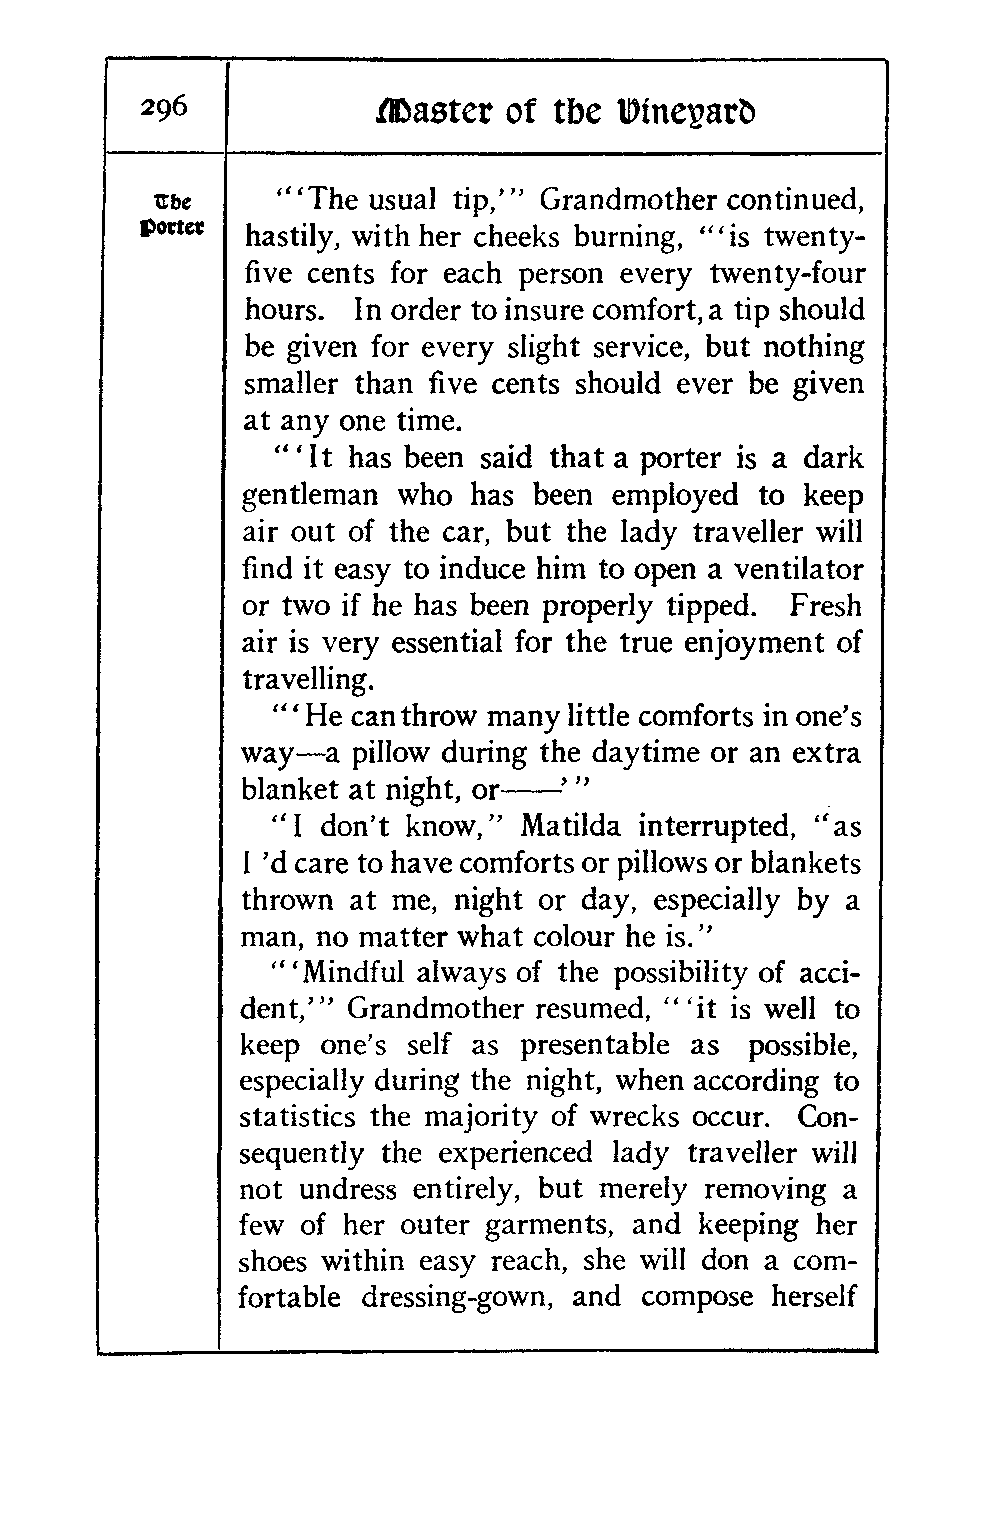 296
Master of the Vineyard
The
Porter
"'The usual tip,'" Grandmother continued,
hastily, with her cheeks burning, "'is twenty-
five cents for each person every twenty-four
hours. In order to insure comfort, a tip should
be given for every slight service, but nothing
smaller than five cents should ever be given
at any one time.
"'It has been said that a porter is a dark
gentleman who has been employed to keep
air out of the car, but the lady traveller will
find it easy to induce him to open a ventilator
or two if he has been properly tipped. Fresh
air is very essential for the true enjoyment of
travelling.
"'He can throw many little comforts in one's
way—a pillow during the daytime or an extra
blanket at night, or——'"
"I don't know," Matilda interrupted, "as
I 'd care to have comforts or pillows or blankets
thrown at me, night or day, especially by a
man, no matter what colour he is."
"'Mindful always of the possibility of acci-
dent,'" Grandmother resumed, "'it is well to
keep one's self as presentable as possible,
especially during the night, when according to
statistics the majority of wrecks occur. Con-
sequently the experienced lady traveller will
not undress entirely, but merely removing a
few of her outer garments, and keeping her
shoes within easy reach, she will don a com-
fortable dressing-gown, and compose herself